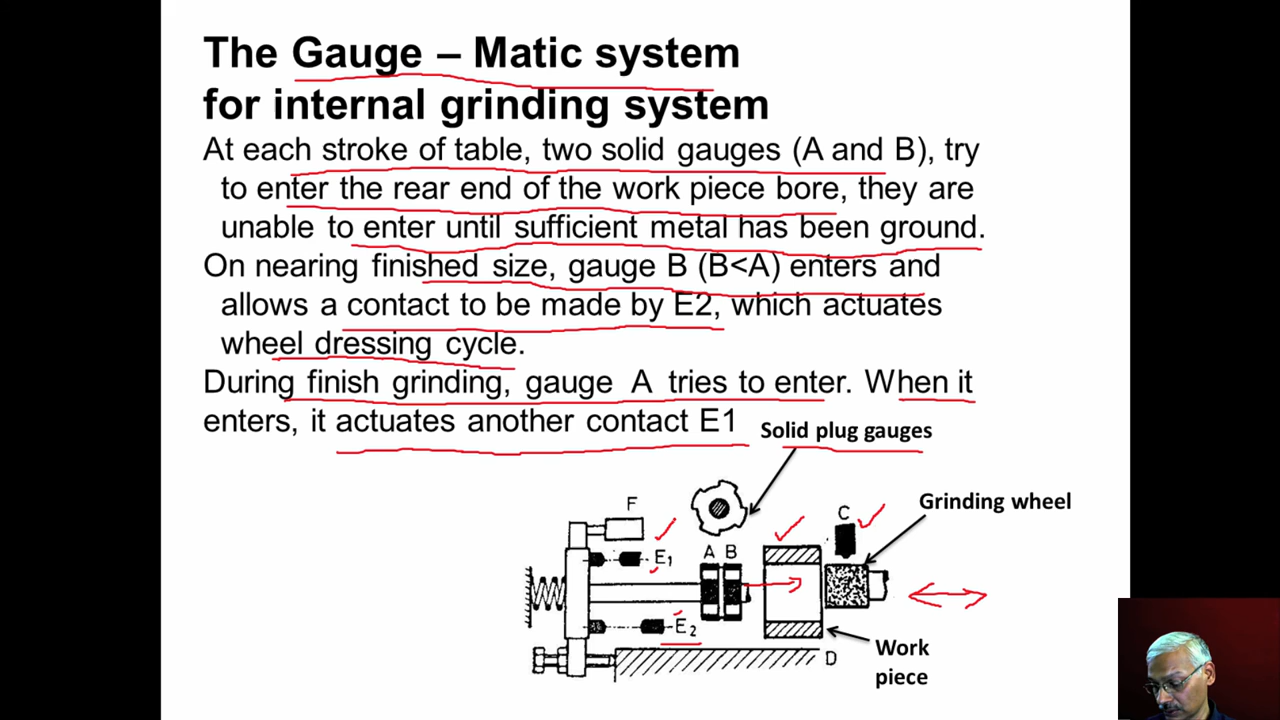 The Gauge – Matic system
for internal grinding system
At each stroke of table, two solid gauges (A and B), try
to enter the rear end of the work piece bore, they are
unable to enter until sufficient metal has been ground.
On nearing finished size, gauge B (B<A) enters and
allows a contact to be made by E2, which actuates
wheel dressing cycle.
During finish grinding, gauge A tries to enter. When it
enters, it actuates another contact E1
Solid plug gauges
Grinding wheel
F
C
E1
A B
E2
Work
piece
D